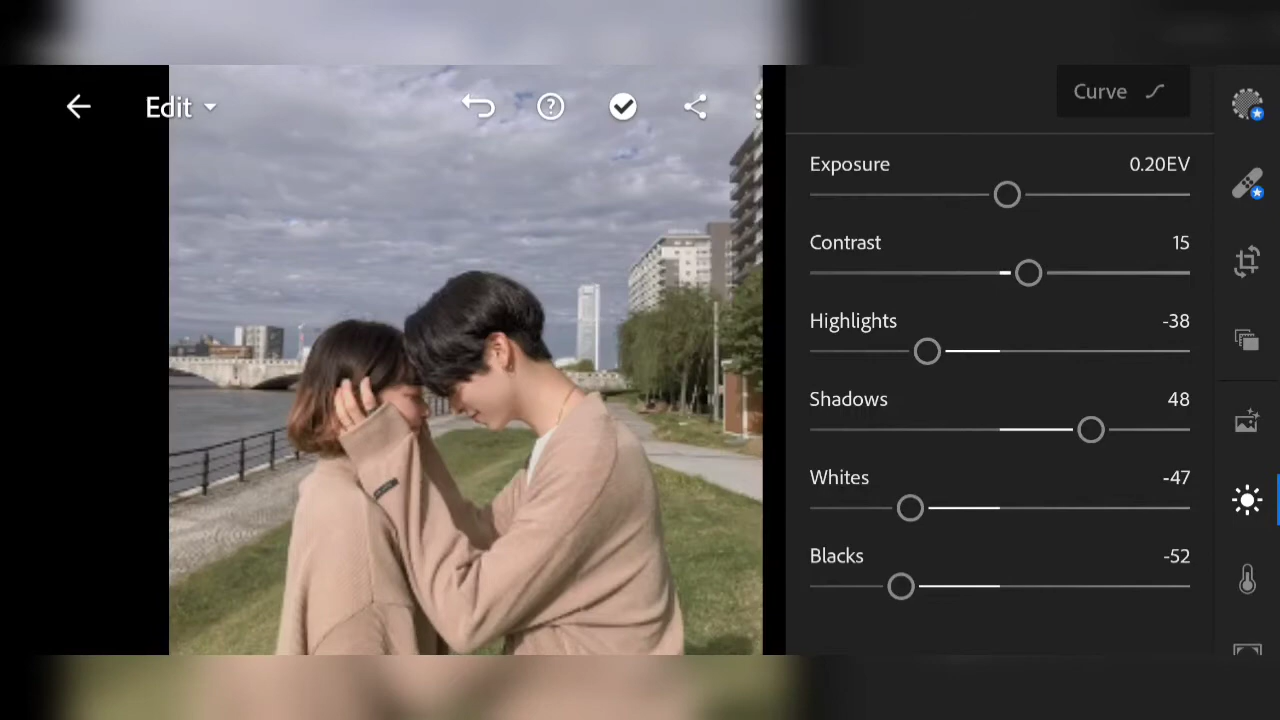 Edit
Curve
Exposure 0.20EV
Contrast 15
Highlights -38
Shadows 48
Whites -47
Blacks -52